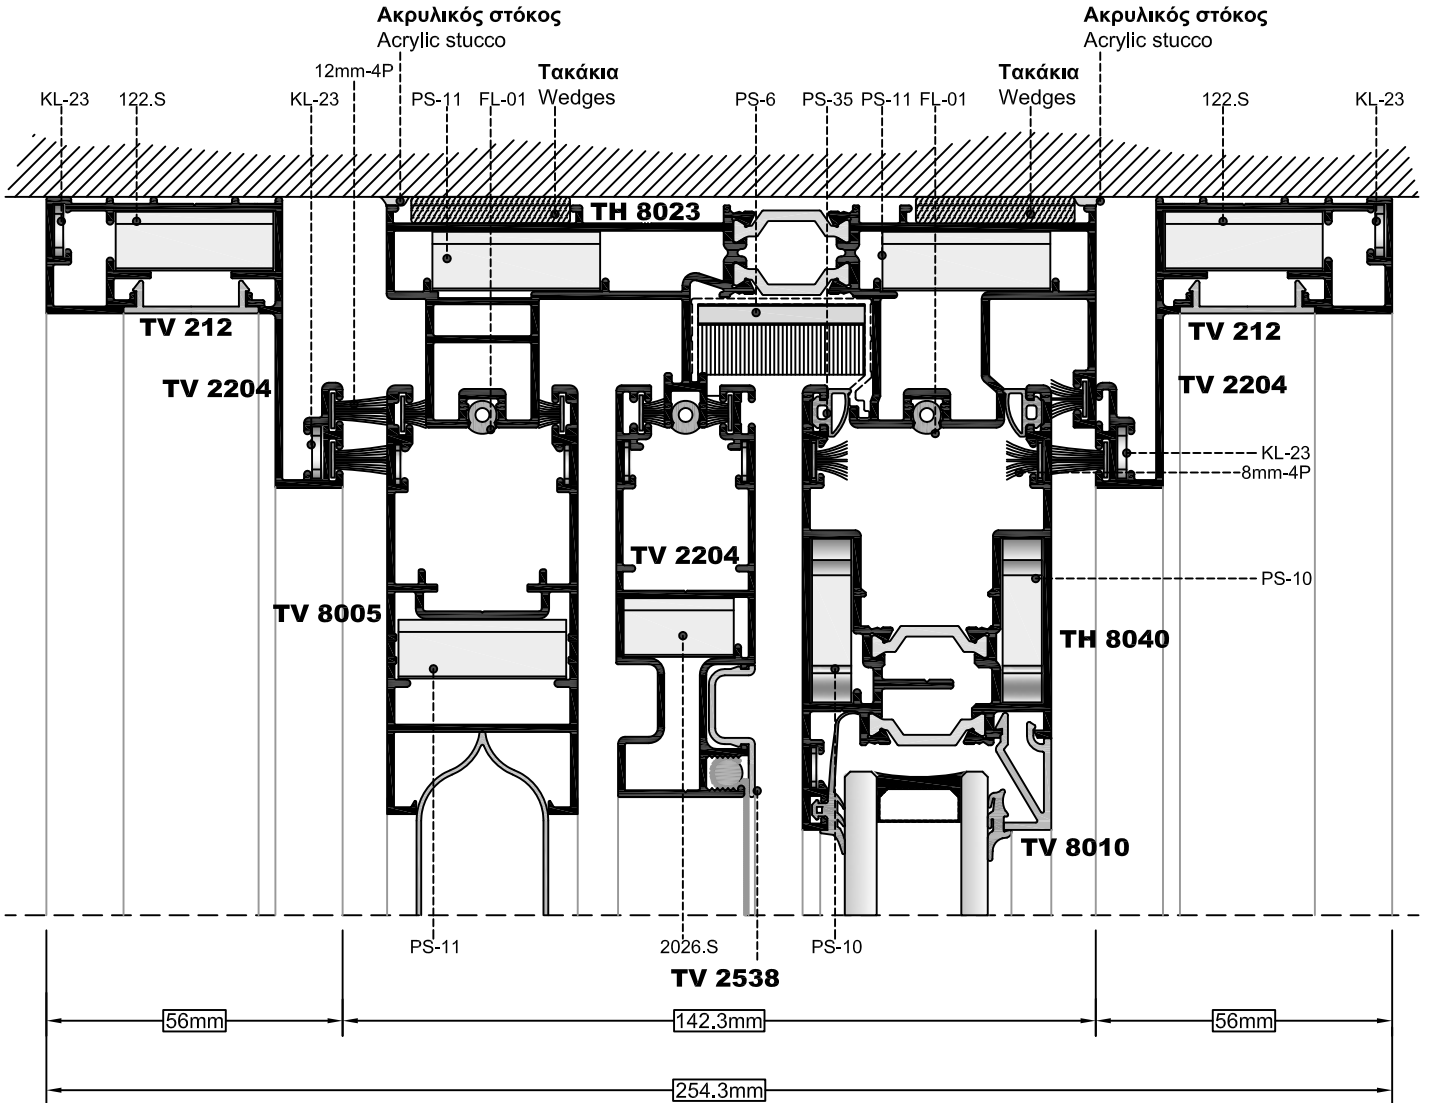 Ακρυλικός στόκος
Acrylic stucco
Ακρυλικός στόκος
Acrylic stucco
12mm-4P
Τακάκια
Wedges
Τακάκια
Wedges
KL-23
122.S
KL-23
PS-11
FL-01
PS-6
PS-35
PS-11
FL-01
122.S
KL-23
TH 8023
TV 212
TV 212
TV 2204
TV 2204
KL-23
8mm-4P
TV 2204
PS-10
TV 8005
TH 8040
TV 8010
PS-11
2026.S
PS-10
TV 2538
56mm
142.3mm
56mm
254.3mm